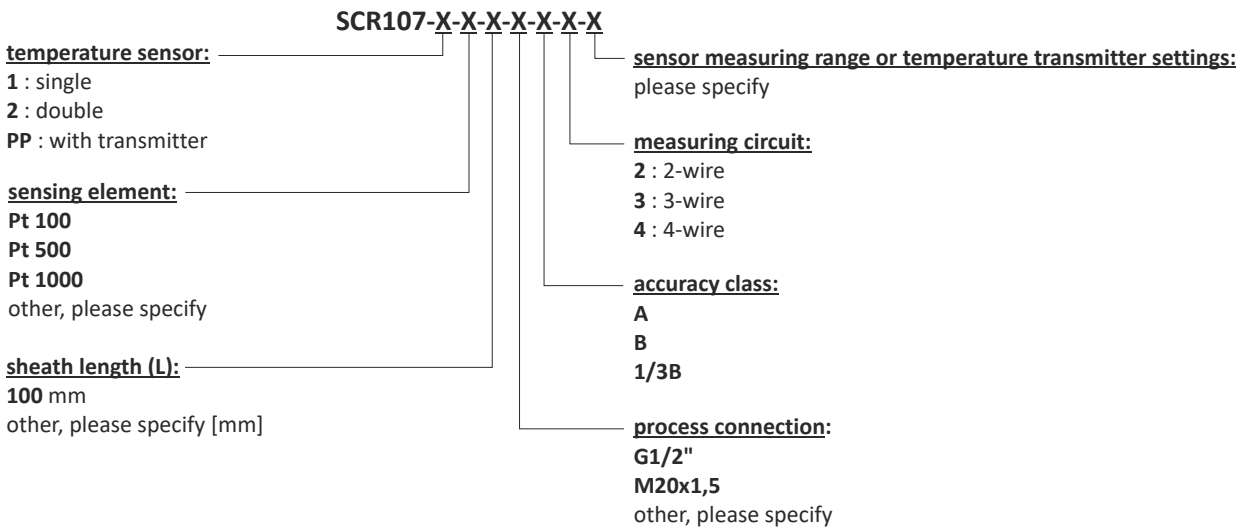 SCR107-X-X-X-X-X-X-X
temperature sensor:
1 : single
2 : double
PP : with transmitter
sensing element:
Pt 100
Pt 500
Pt 1000
other, please specify
sheath length (L):
100 mm
other, please specify [mm]
sensor measuring range or temperature transmitter settings:
please specify
measuring circuit:
2 : 2-wire
3 : 3-wire
4 : 4-wire
accuracy class:
A
B
1/3B
process connection:
G1/2"
M20x1,5
other, please specify